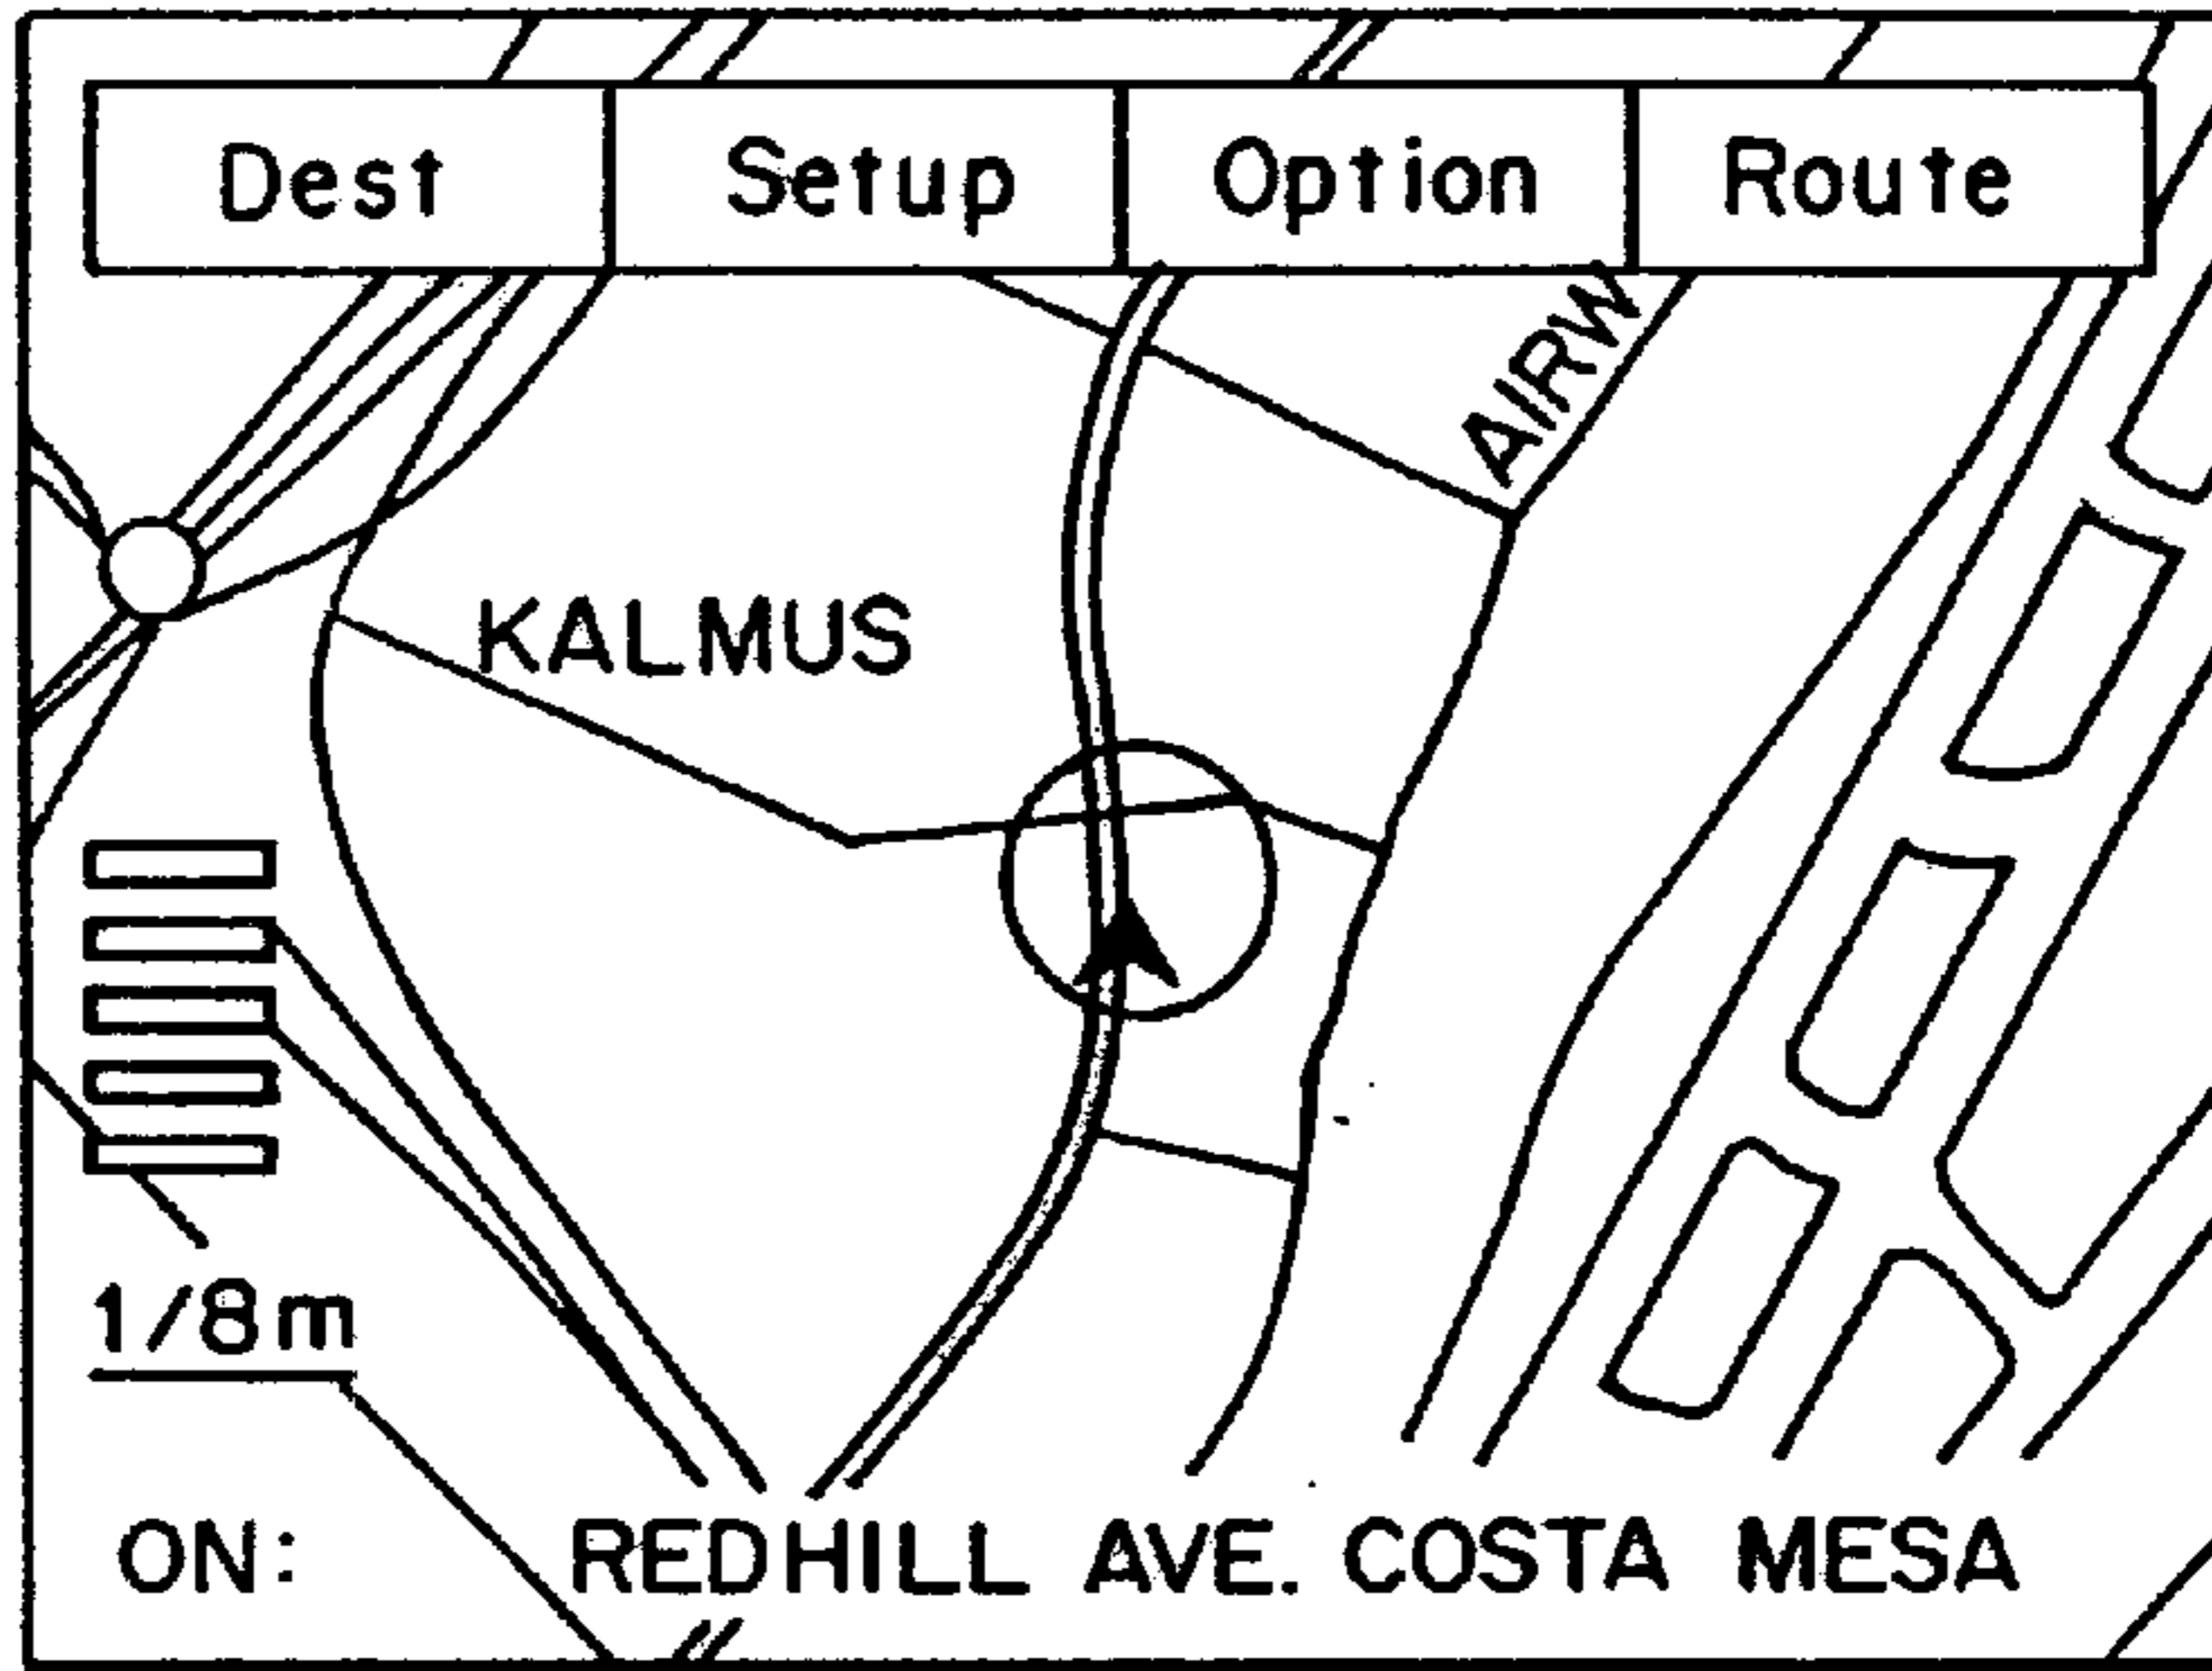 Dest Setup Option Route
AIRW
KALMUS
1/8m
ON: REDHILL AVE. COSTA MESA